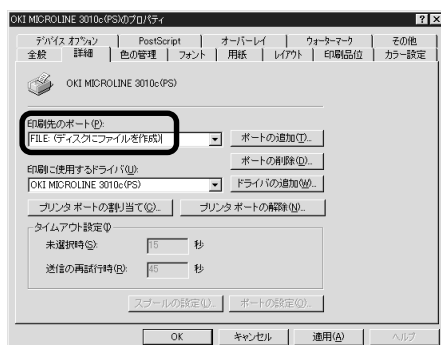 OKI MICROLINE 3010c(PS)のプロパティ
デバイス オプション PostScript オーバーレイ ウォーターマーク その他
全般 詳細 色の管理 フォント 用紙 レイアウト 印刷品位 カラー設定
OKI MICROLINE 3010c(PS)
印刷先のポート(P):
FILE: (ディスクにファイルを作成) ポートの追加(T)...
ポートの削除(D)...
印刷に使用するドライバ(U):
OKI MICROLINE 3010c(PS) ドライバの追加(W)...
プリンタ ポートの割り当て(C)... プリンタ ポートの解除(N)...
タイムアウト設定
未選択時(S): 15 秒
送信の再試行時(R): 45 秒
スプールの設定(L)... ポートの設定(O)...
OK キャンセル 適用(A) ヘルプ